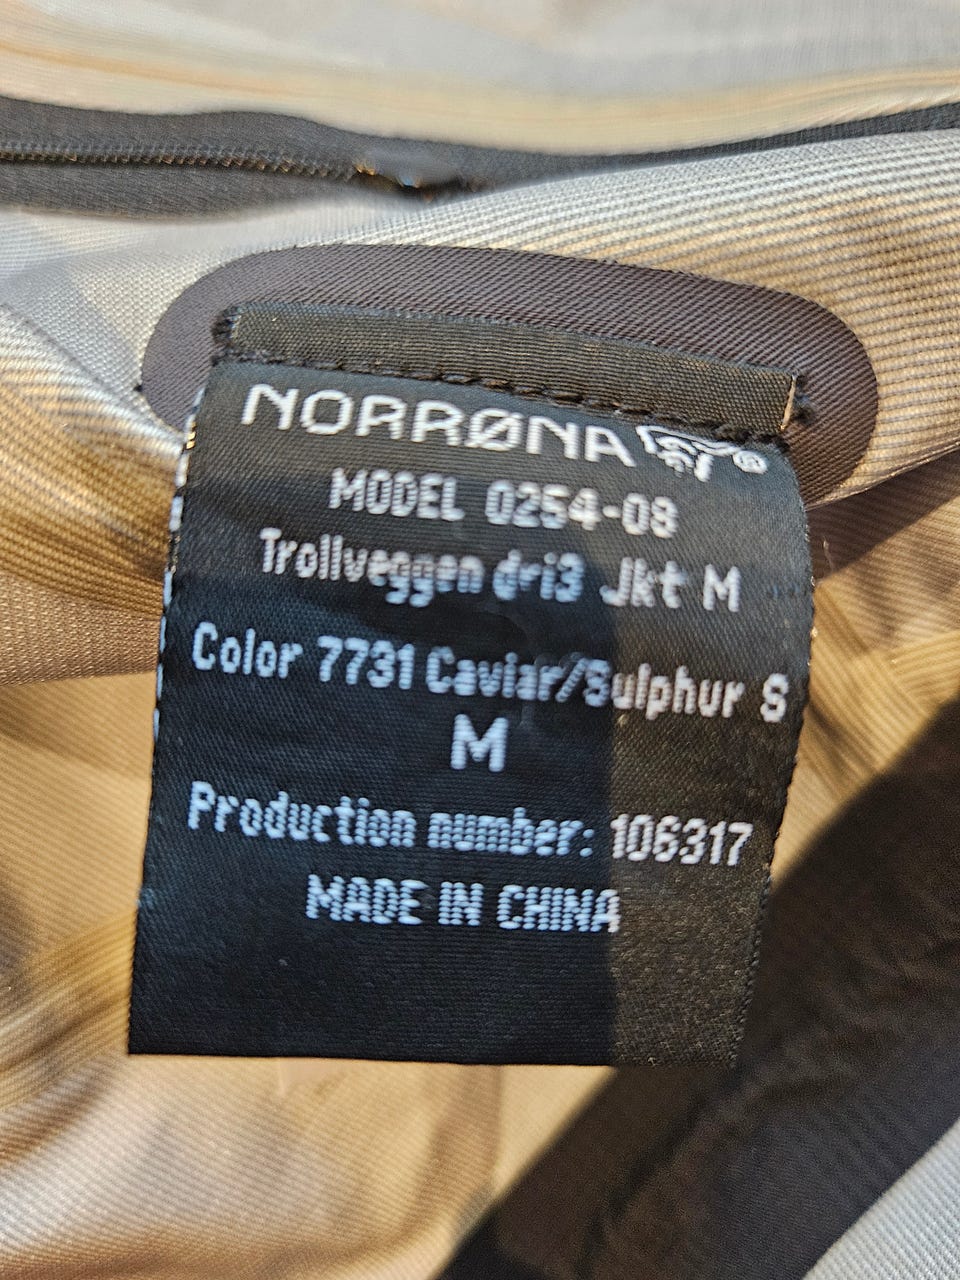 NORRØNA ®
MODEL 0254-08
Trollveggen dri3 Jkt M
Color 7731 Caviar/Sulphur S
M
Production number: 106317
MADE IN CHINA